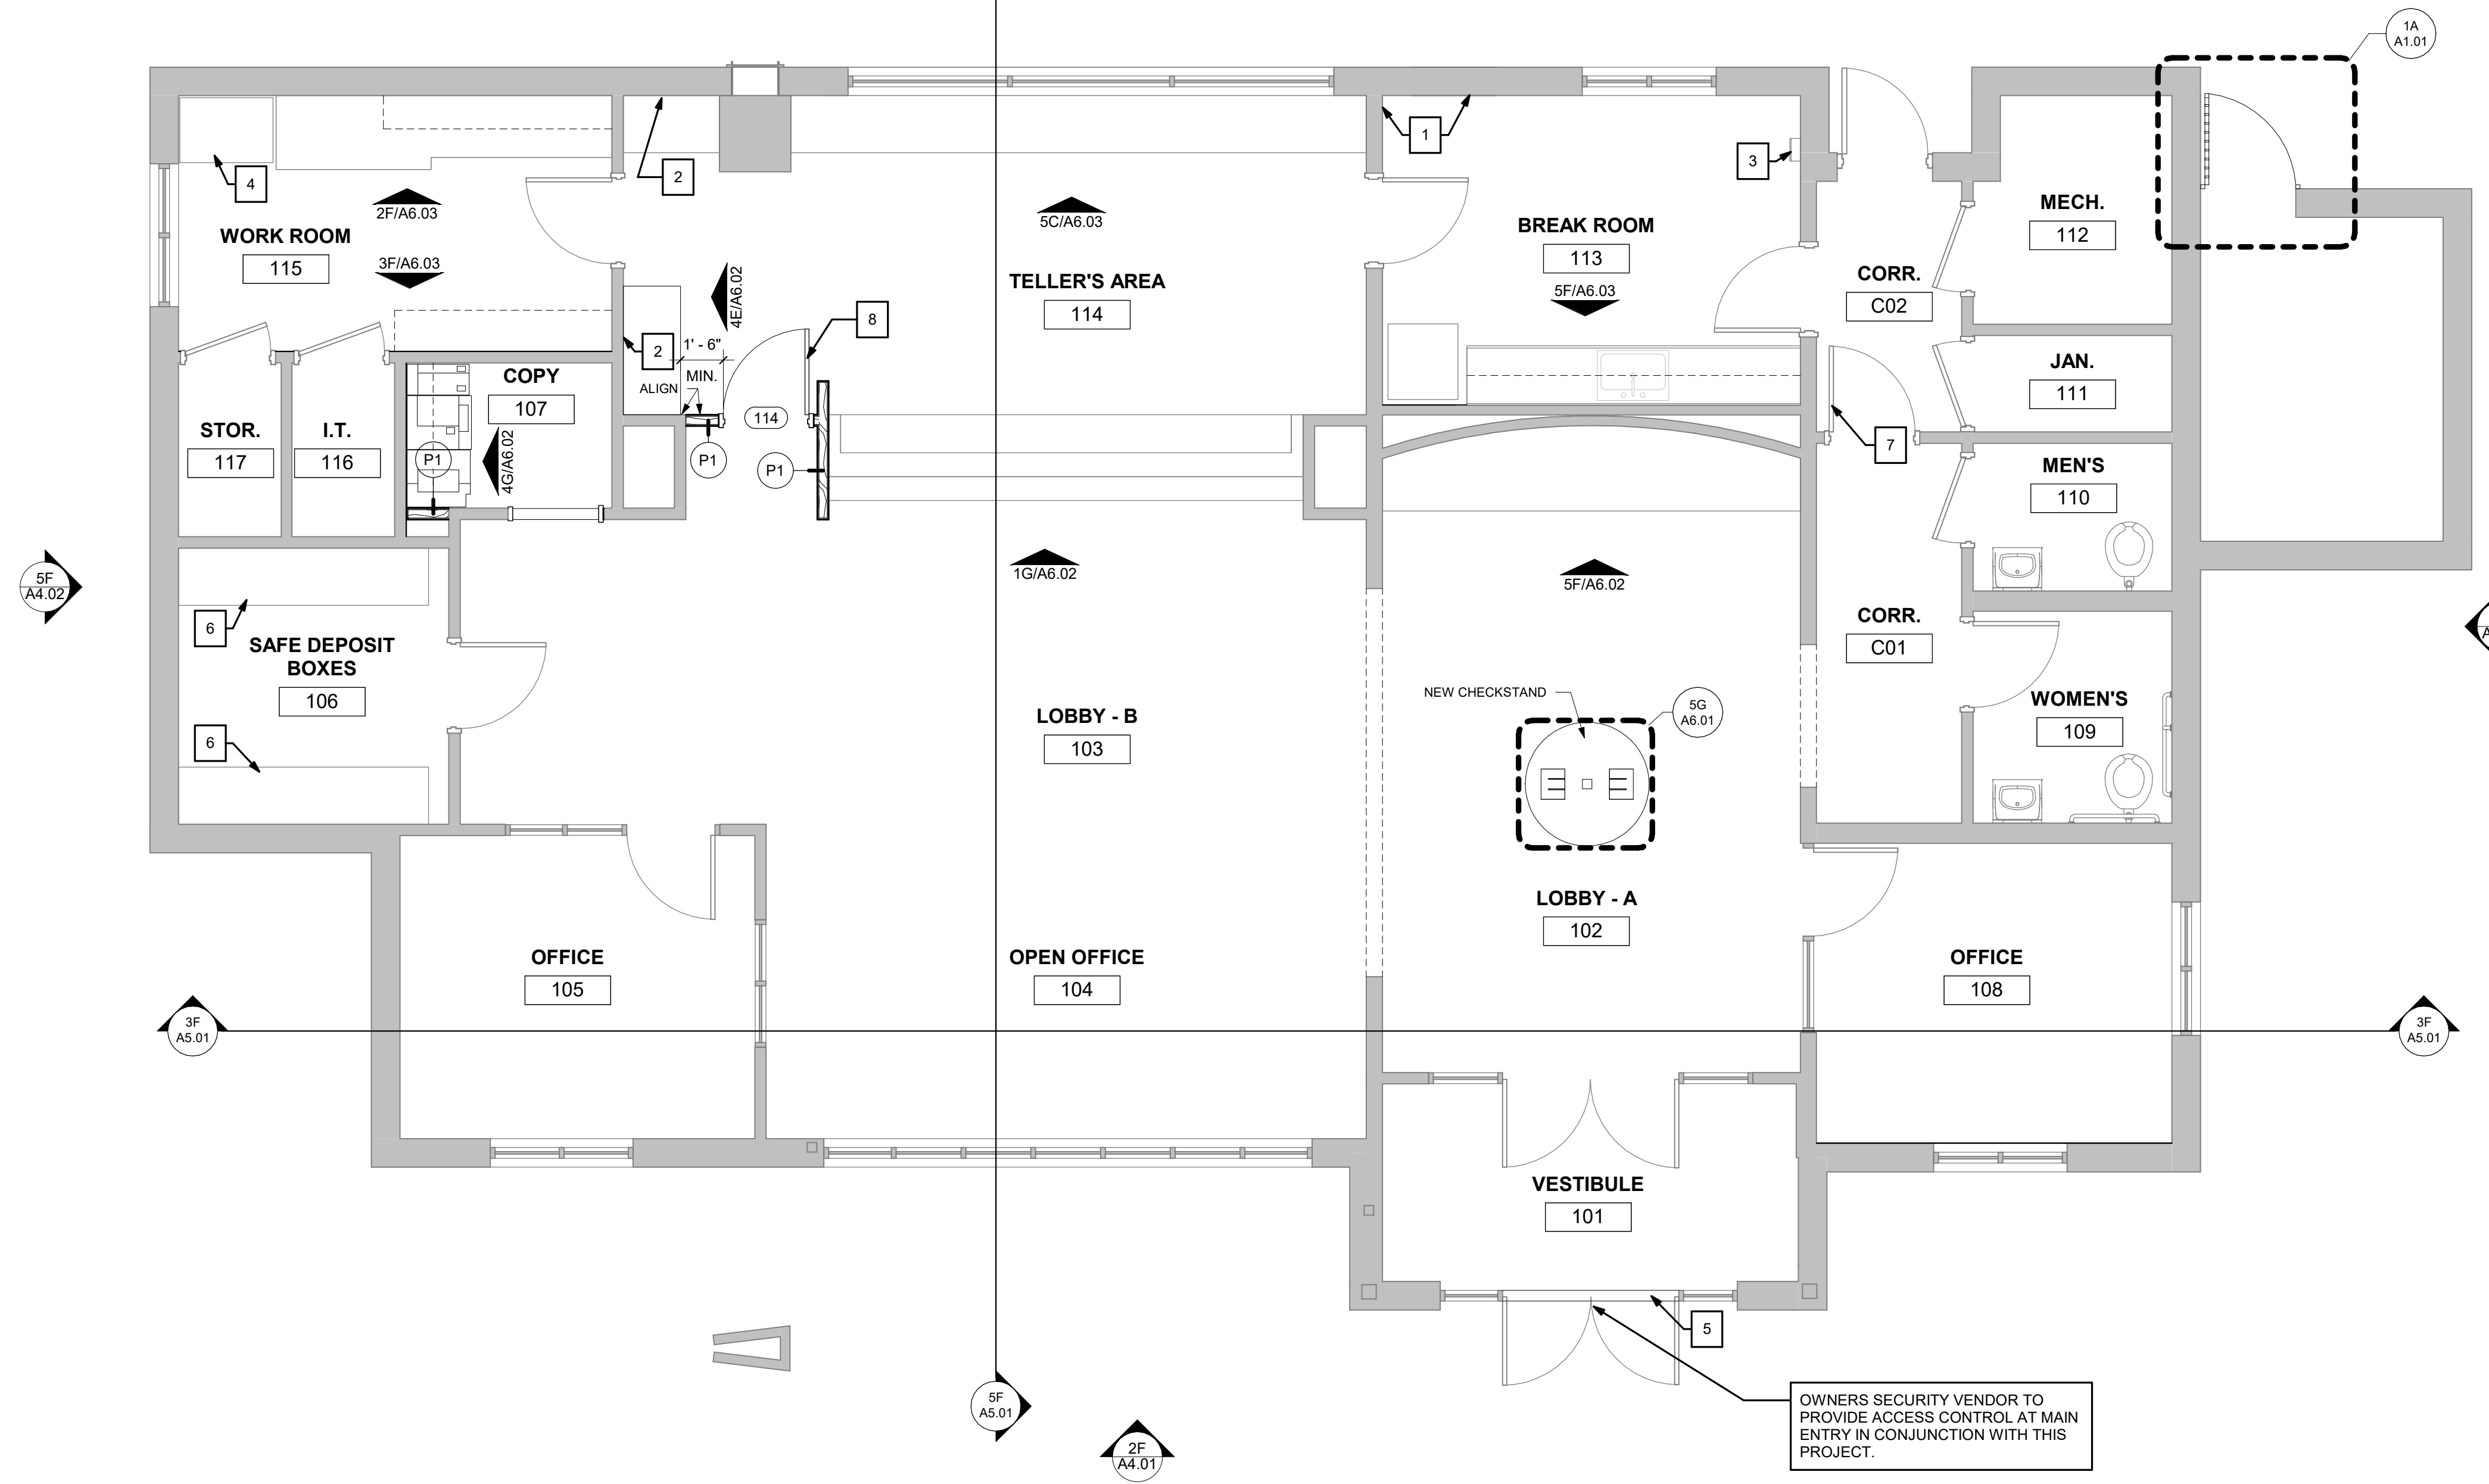 1A
A1.01
1
3
2
4
2F/A6.03
WORK ROOM
115
3F/A6.03
5C/A6.03
TELLER'S AREA
114
4E/A6.02
8
BREAK ROOM
113
5F/A6.03
MECH.
112
CORR.
C02
JAN.
111
2
1' - 6"
MIN.
ALIGN
COPY
107
114
STOR.
117
I.T.
116
P1
4G/A6.02
P1
P1
7
MEN'S
110
5F
A4.02
1G/A6.02
5F/A6.02
6
SAFE DEPOSIT
BOXES
106
6
CORR.
C01
A
WOMEN'S
109
NEW CHECKSTAND
5G
A6.01
LOBBY - B
103
LOBBY - A
102
OFFICE
105
OPEN OFFICE
104
OFFICE
108
3F
A5.01
3F
A5.01
VESTIBULE
101
5
5F
A5.01
2F
A4.01
OWNERS SECURITY VENDOR TO
PROVIDE ACCESS CONTROL AT MAIN
ENTRY IN CONJUNCTION WITH THIS
PROJECT.